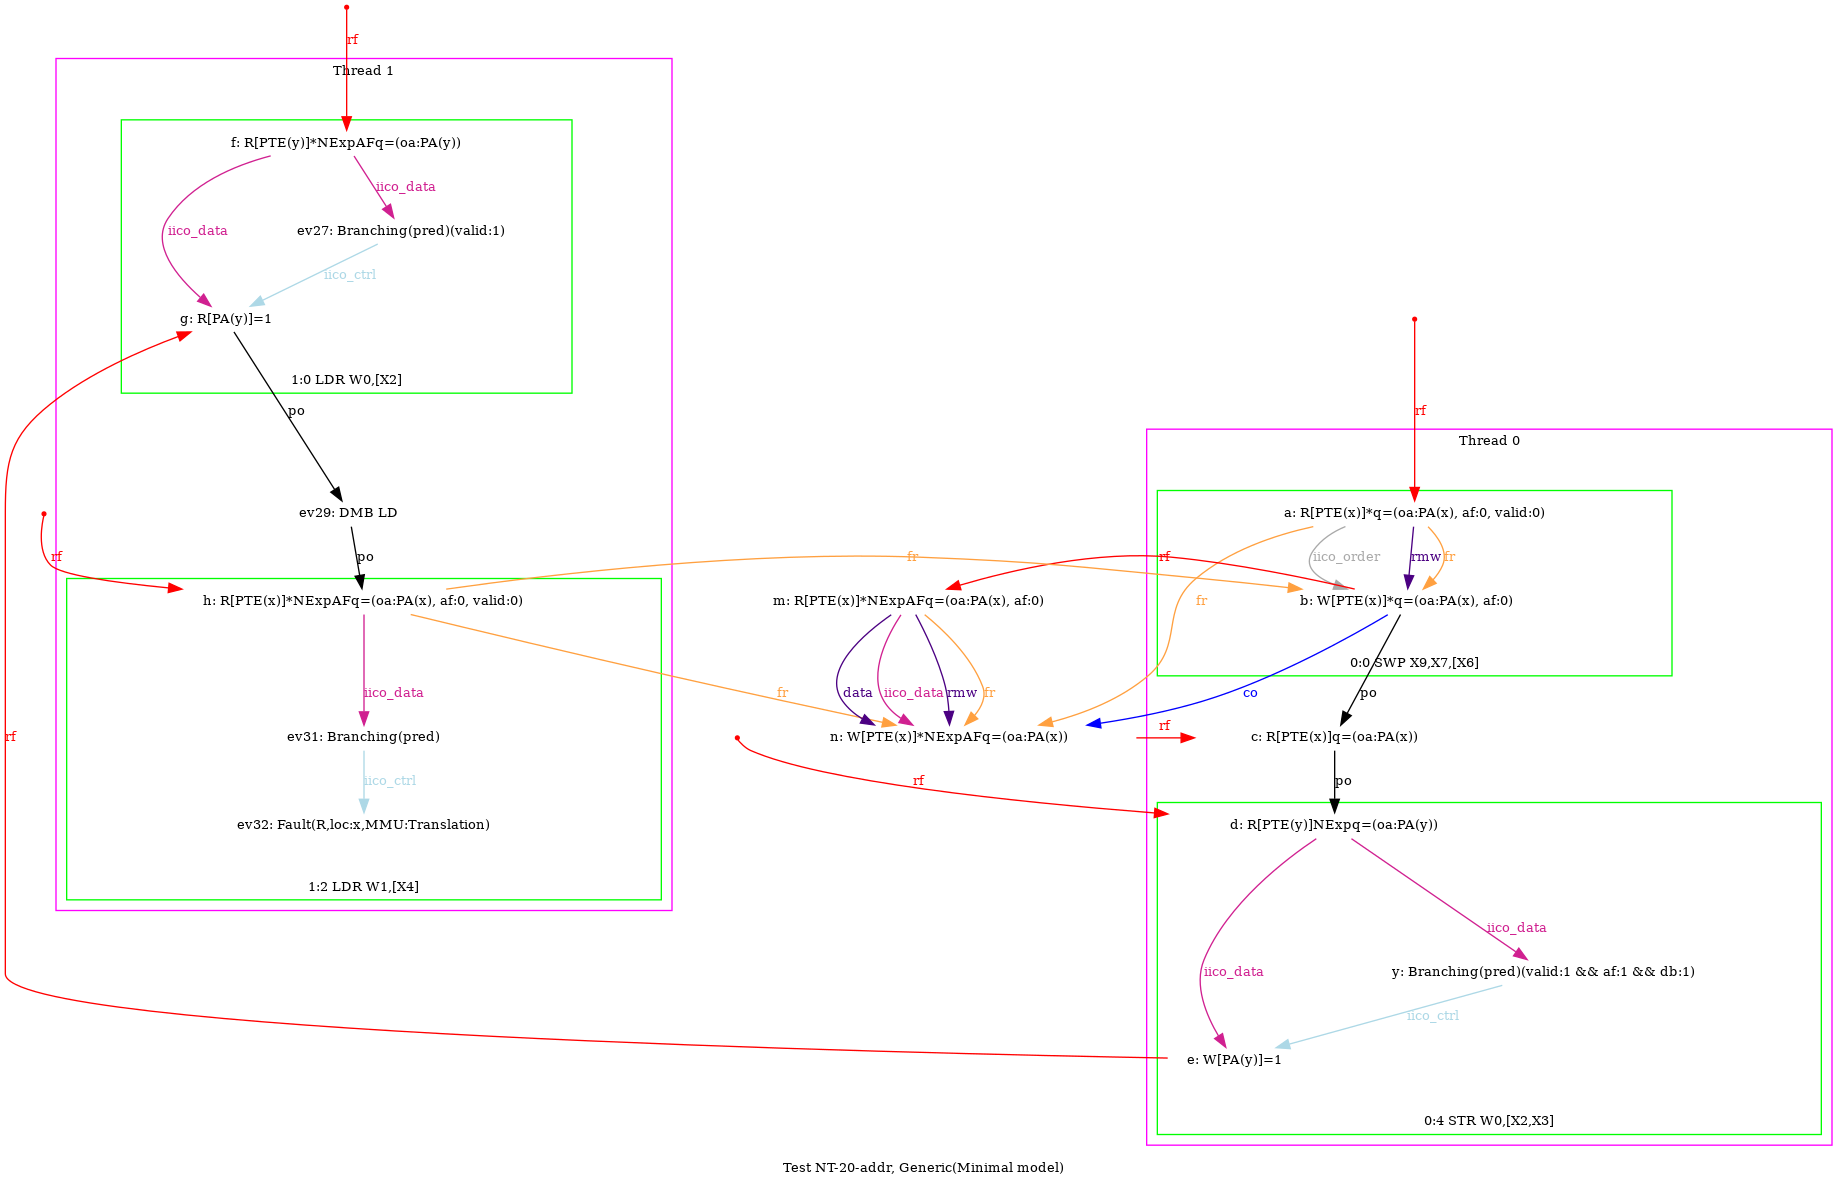 rf
Thread 1
f: R[PTE(y)]*NExpAFq=(oa:PA(y))
iico_data
iico_data
ev27: Branching(pred)(valid:1)
iico_ctrl
g: R[PA(y)]=1
1:0 LDR W0,[X2]
po
rf
Thread 0
ev29: DMB LD
a: R[PTE(x)]*q=(oa:PA(x), af:0, valid:0)
rf
po
fr
rf
iico_order
rmw
fr
h: R[PTE(x)]*NExpAFq=(oa:PA(x), af:0, valid:0)
m: R[PTE(x)]*NExpAFq=(oa:PA(x), af:0)
fr
b: W[PTE(x)]*q=(oa:PA(x), af:0)
0:0 SWP X9,X7,[X6]
iico_data
fr
data
iico_data
rmw
fr
co
po
rf
ev31: Branching(pred)
n: W[PTE(x)]*NExpAFq=(oa:PA(x))
rf
c: R[PTE(x)]q=(oa:PA(x))
iico_ctrl
rf
po
ev32: Fault(R,loc:x,MMU:Translation)
d: R[PTE(y)]NExpq=(oa:PA(y))
1:2 LDR W1,[X4]
iico_data
iico_data
y: Branching(pred)(valid:1 && af:1 && db:1)
iico_ctrl
e: W[PA(y)]=1
0:4 STR W0,[X2,X3]
Test NT-20-addr, Generic(Minimal model)